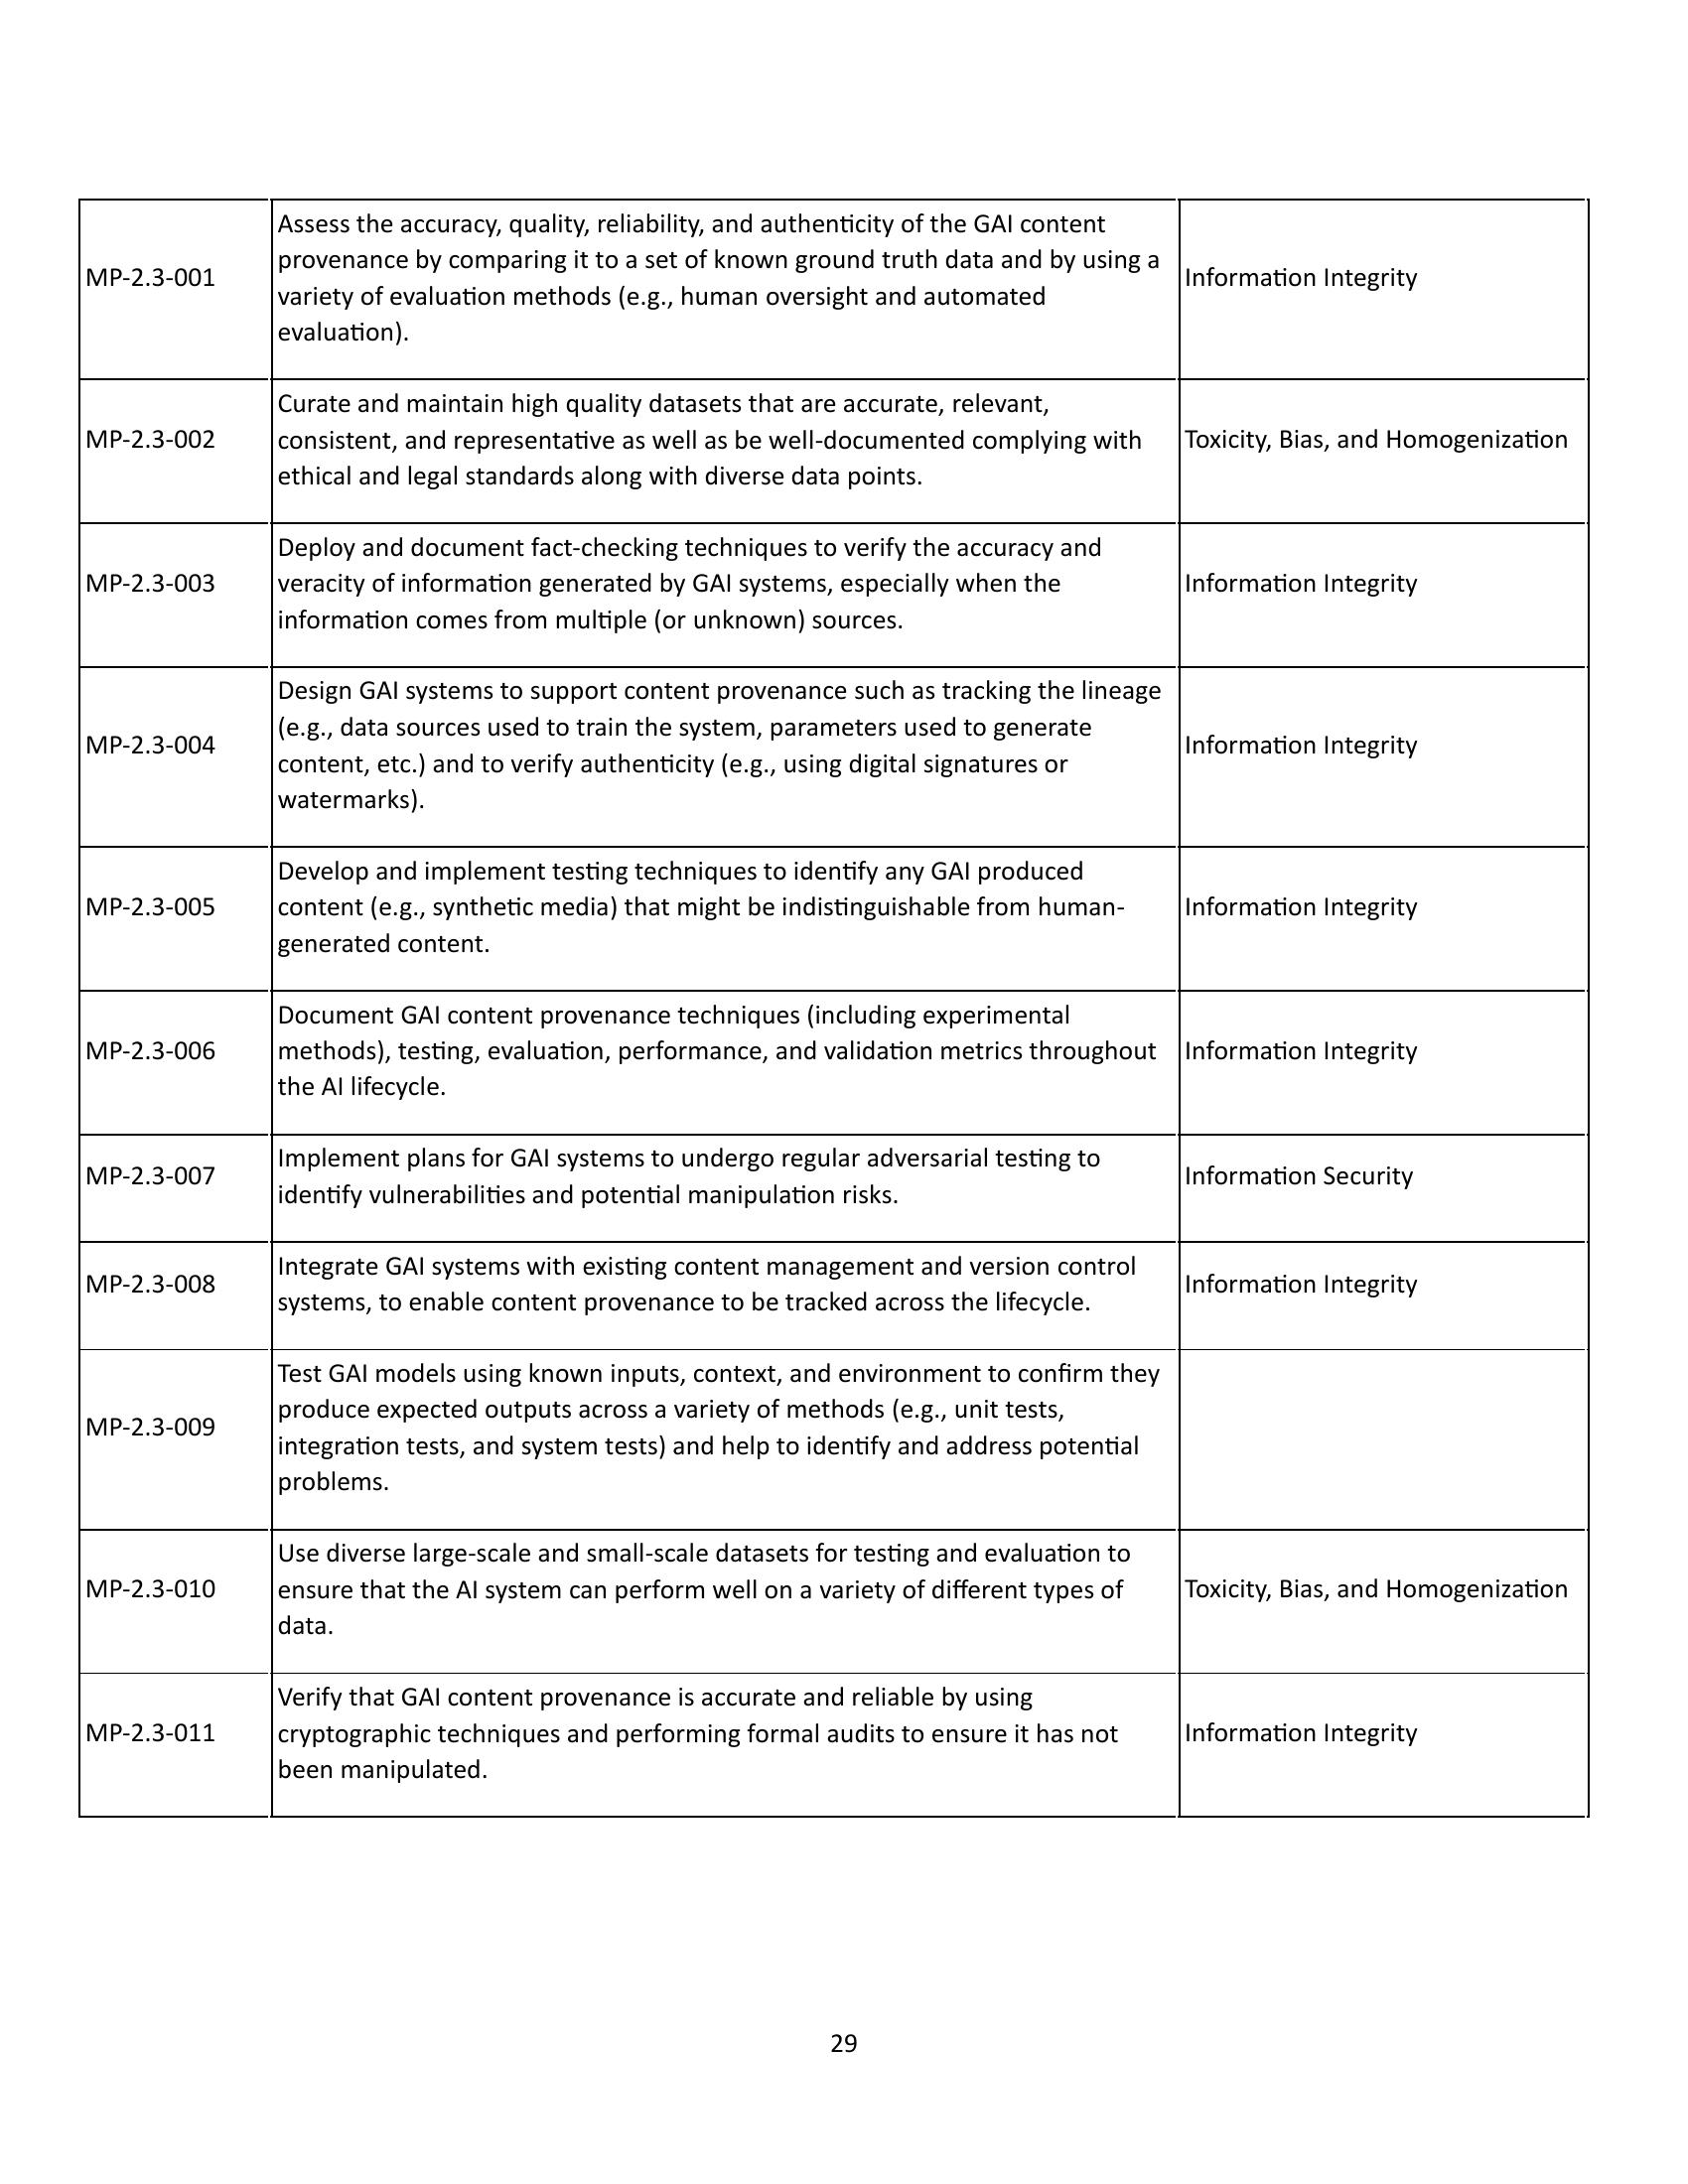 MP-2.3-001
Assess the accuracy, quality, reliability, and authenticity of the GAI content
provenance by comparing it to a set of known ground truth data and by using a
variety of evaluation methods (e.g., human oversight and automated
evaluation).
Information Integrity
MP-2.3-002
Curate and maintain high quality datasets that are accurate, relevant,
consistent, and representative as well as be well-documented complying with
ethical and legal standards along with diverse data points.
Toxicity, Bias, and Homogenization
MP-2.3-003
Deploy and document fact-checking techniques to verify the accuracy and
veracity of information generated by GAI systems, especially when the
information comes from multiple (or unknown) sources.
Information Integrity
MP-2.3-004
Design GAI systems to support content provenance such as tracking the lineage
(e.g., data sources used to train the system, parameters used to generate
content, etc.) and to verify authenticity (e.g., using digital signatures or
watermarks).
Information Integrity
MP-2.3-005
Develop and implement testing techniques to identify any GAI produced
content (e.g., synthetic media) that might be indistinguishable from human-
generated content.
Information Integrity
MP-2.3-006
Document GAI content provenance techniques (including experimental
methods), testing, evaluation, performance, and validation metrics throughout
the AI lifecycle.
Information Integrity
MP-2.3-007
Implement plans for GAI systems to undergo regular adversarial testing to
identify vulnerabilities and potential manipulation risks.
Information Security
MP-2.3-008
Integrate GAI systems with existing content management and version control
systems, to enable content provenance to be tracked across the lifecycle.
Information Integrity
MP-2.3-009
Test GAI models using known inputs, context, and environment to confirm they
produce expected outputs across a variety of methods (e.g., unit tests,
integration tests, and system tests) and help to identify and address potential
problems.
MP-2.3-010
Use diverse large-scale and small-scale datasets for testing and evaluation to
ensure that the AI system can perform well on a variety of different types of
data.
Toxicity, Bias, and Homogenization
MP-2.3-011
Verify that GAI content provenance is accurate and reliable by using
cryptographic techniques and performing formal audits to ensure it has not
been manipulated.
Information Integrity
29